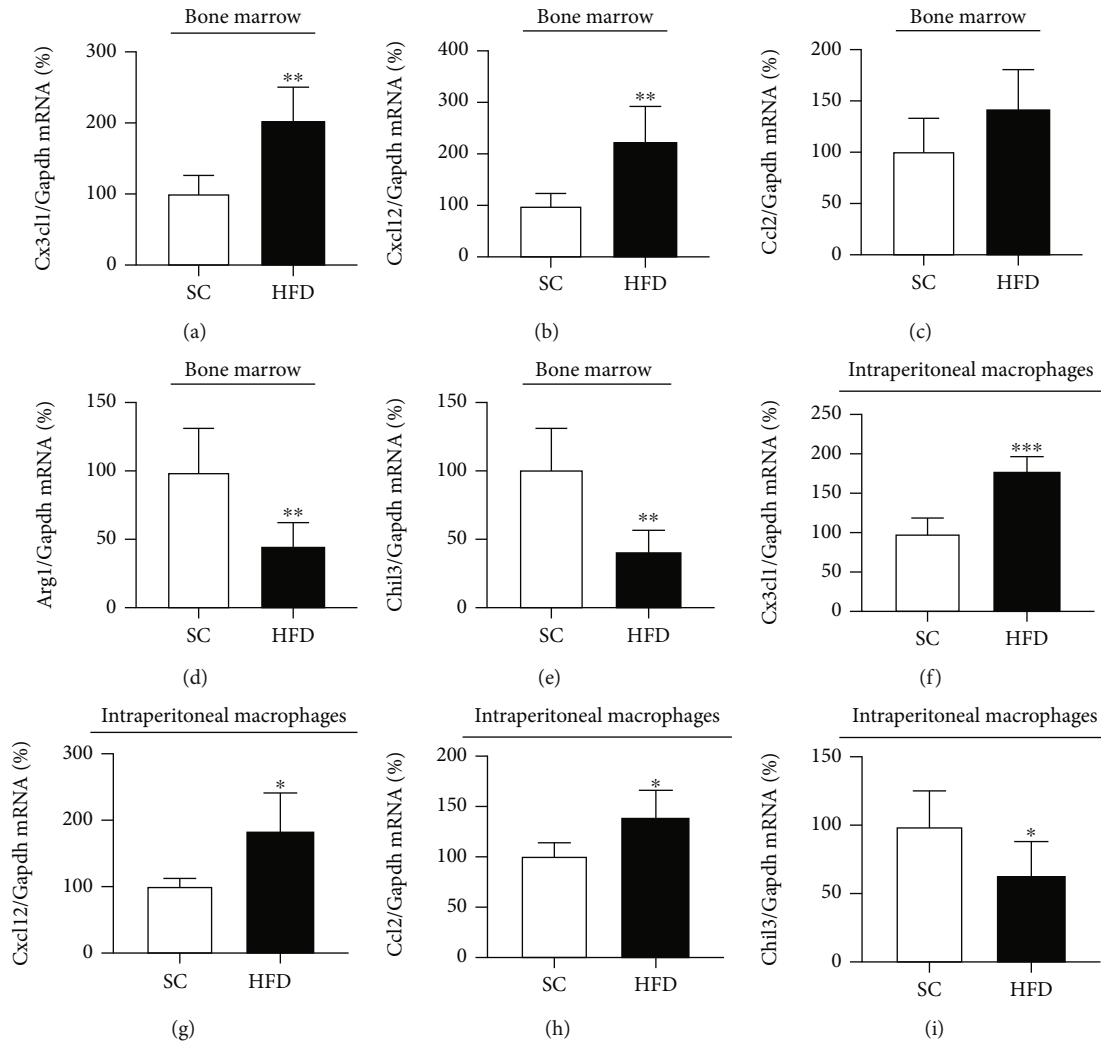 Bone marrow
Cx3cl1/Gapdh mRNA (%)
300
200
100
0
**
SC HFD
(a)
Bone marrow
Cxcl12/Gapdh mRNA (%)
400
300
200
100
0
**
SC HFD
(b)
Bone marrow
Ccl2/Gapdh mRNA (%)
200
150
100
50
0
SC HFD
(c)
Bone marrow
Arg1/Gapdh mRNA (%)
150
100
50
0
**
SC HFD
(d)
Bone marrow
Chil3/Gapdh mRNA (%)
150
100
50
0
**
SC HFD
(e)
Intraperitoneal macrophages
Cx3cl1/Gapdh mRNA (%)
250
200
150
100
50
0
***
SC HFD
(f)
Intraperitoneal macrophages
Cxcl12/Gapdh mRNA (%)
300
200
100
0
*
SC HFD
(g)
Intraperitoneal macrophages
Ccl2/Gapdh mRNA (%)
200
150
100
50
0
*
SC HFD
(h)
Intraperitoneal macrophages
Chil3/Gapdh mRNA (%)
150
100
50
0
*
SC HFD
(i)